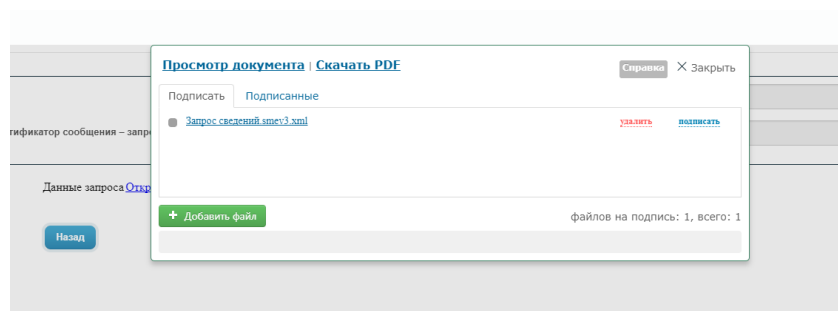 Просмотр документа | Скачать PDF
Справка × Закрыть
Подписать Подписанные
Запрос сведений.smev3.xml удалить подписать
тификатор сообщения – запр
Данные запроса Откр
+ Добавить файл файлов на подпись: 1, всего: 1
Назад